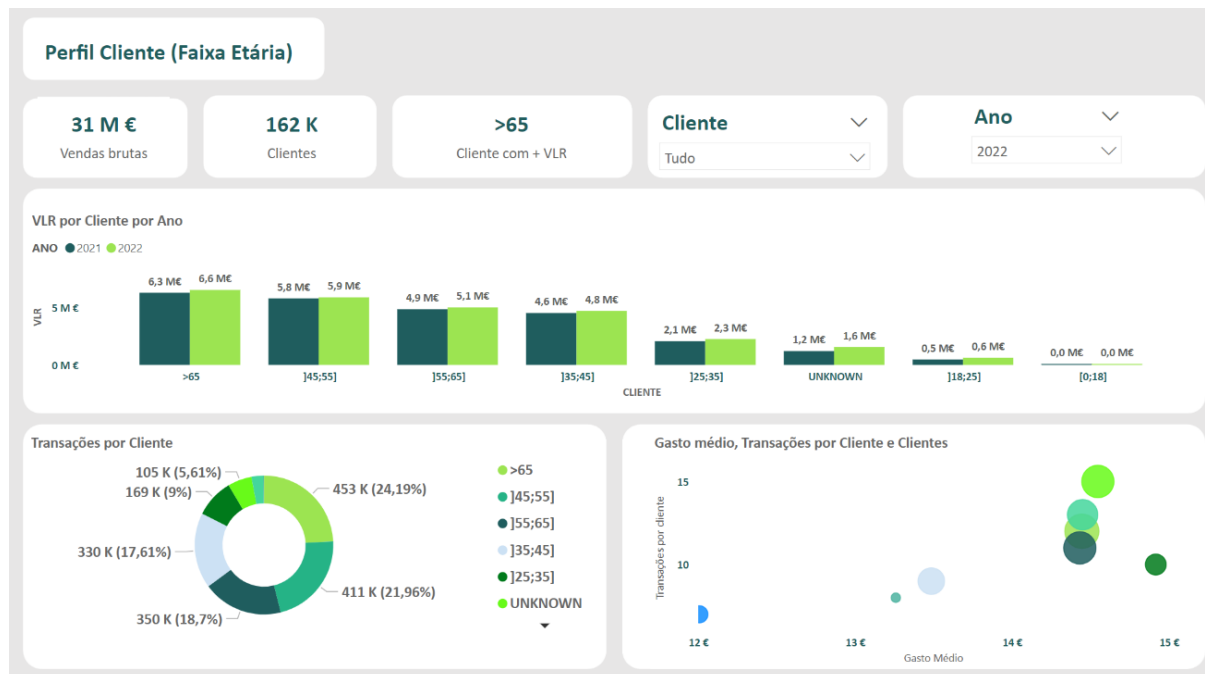 Perfil Cliente (Faixa Etária)
31 M €
Vendas brutas
162 K
Clientes
>65
Cliente com + VLR
Cliente
Tudo
Ano
2022
VLR por Cliente por Ano
ANO 2021 2022
6,3 M€ 6,6 M€
5,8 M€ 5,9 M€
4,9 M€ 5,1 M€
4,6 M€ 4,8 M€
2,1 M€ 2,3 M€
1,2 M€ 1,6 M€
0,5 M€ 0,6 M€
0,0 M€ 0,0 M€
VLR
5 M €
0 M €
>65 ]45;55] ]55;65] ]35;45] ]25;35] UNKNOWN ]18;25] [0;18]
CLIENTE
Transações por Cliente
105 K (5,61%)
169 K (9%)
330 K (17,61%)
350 K (18,7%)
453 K (24,19%)
411 K (21,96%)
>65
]45;55]
]55;65]
]35;45]
]25;35]
UNKNOWN
Gasto médio, Transações por Cliente e Clientes
Transações por cliente
15
10
12 € 13 € 14 € 15 €
Gasto Médio